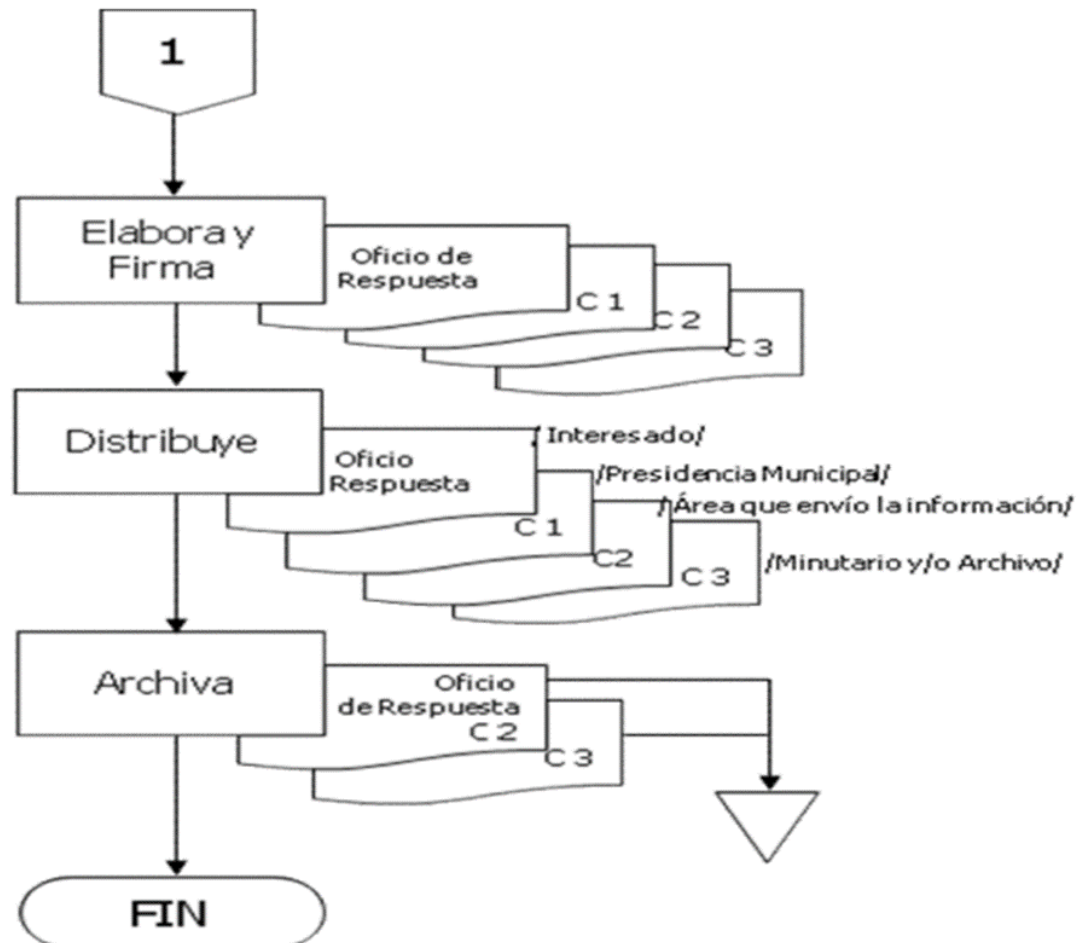 1
Elabora y
Firma
Oficio de
Respuesta
C 1
C 2
C 3
Distribuye
Oficio
Respuesta
C 1
C2
C 3
/ Interesado/
/Presidencia Municipal/
/ Área que envío la información/
/Minutario y/o Archivo/
Archiva
Oficio
de Respuesta
C 2
C 3
FIN